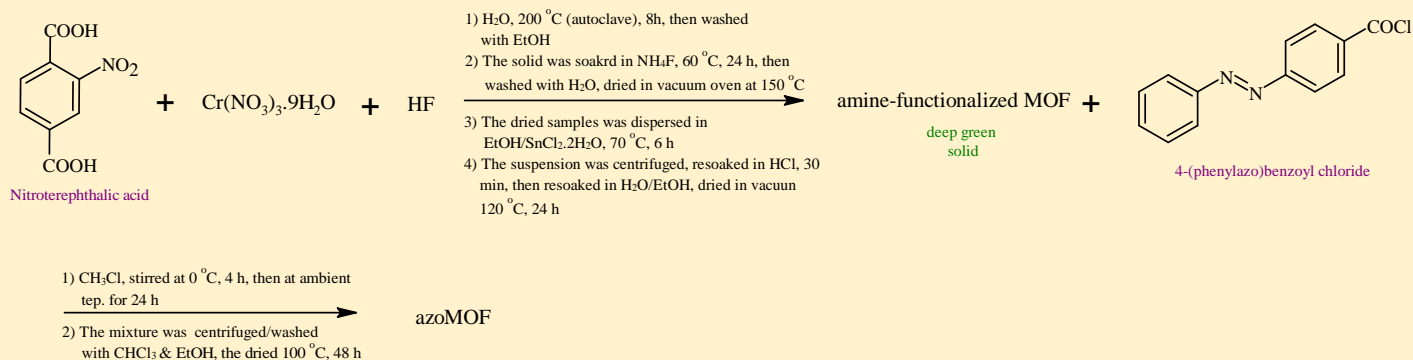 COOH
NO2
COOH
Nitroterephthalic acid
+
Cr(NO3)3.9H2O
+
HF
1) H2O, 200 °C (autoclave), 8h, then washed
with EtOH
2) The solid was soakrd in NH4F, 60 °C, 24 h, then
washed with H2O, dried in vacuum oven at 150 °C
3) The dried samples was dispersed in
EtOH/SnCl2.2H2O, 70 °C, 6 h
4) The suspension was centrifuged, resoaked in HCl, 30
min, then resoaked in H2O/EtOH, dried in vacuun
120 °C, 24 h
amine-functionalized MOF
deep green
solid
+
COCl
N
N
4-(phenylazo)benzoyl chloride
1) CH3Cl, stirred at 0 °C, 4 h, then at ambient
tep. for 24 h
2) The mixture was centrifuged/washed
with CHCl3 & EtOH, the dried 100 °C, 48 h
azoMOF